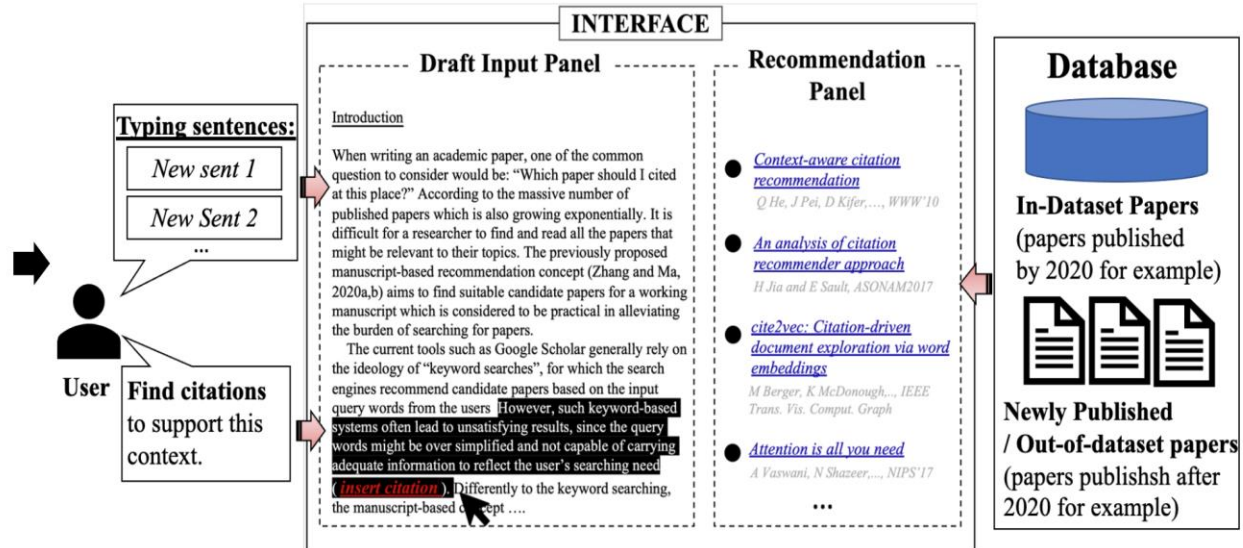 INTERFACE
Typing sentences:
New sent 1
New Sent 2
...
User
Find citations
to support this
context.
Draft Input Panel
Introduction
When writing an academic paper, one of the common
question to consider would be: “Which paper should I cited
at this place?” According to the massive number of
published papers which is also growing exponentially. It is
difficult for a researcher to find and read all the papers that
might be relevant to their topics. The previously proposed
manuscript-based recommendation concept (Zhang and Ma,
2020a,b) aims to find suitable candidate papers for a working
manuscript which is considered to be practical in alleviating
the burden of searching for papers.
The current tools such as Google Scholar generally rely on
the ideology of “keyword searches”, for which the search
engines recommend candidate papers based on the input
query words from the users However, such keyword-based
systems often lead to unsatisfying results, since the query
words might be over simplified and not capable of carrying
adequate information to reflect the user’s searching need
(insert citation). Differently to the keyword searching,
the manuscript-based concept ….
Recommendation
Panel
Context-aware citation
recommendation
Q He, J Pei, D Kifer,…, WWW’10
An analysis of citation
recommender approach
H Jia and E Sault, ASONAM2017
cite2vec: Citation-driven
document exploration via word
embeddings
M Berger, K McDonough,.., IEEE
Trans. Vis. Comput. Graph
Attention is all you need
A Vaswani, N Shazeer,…, NIPS’17
...
Database
In-Dataset Papers
(papers published
by 2020 for example)
Newly Published
/ Out-of-dataset papers
(papers publishsh after
2020 for example)